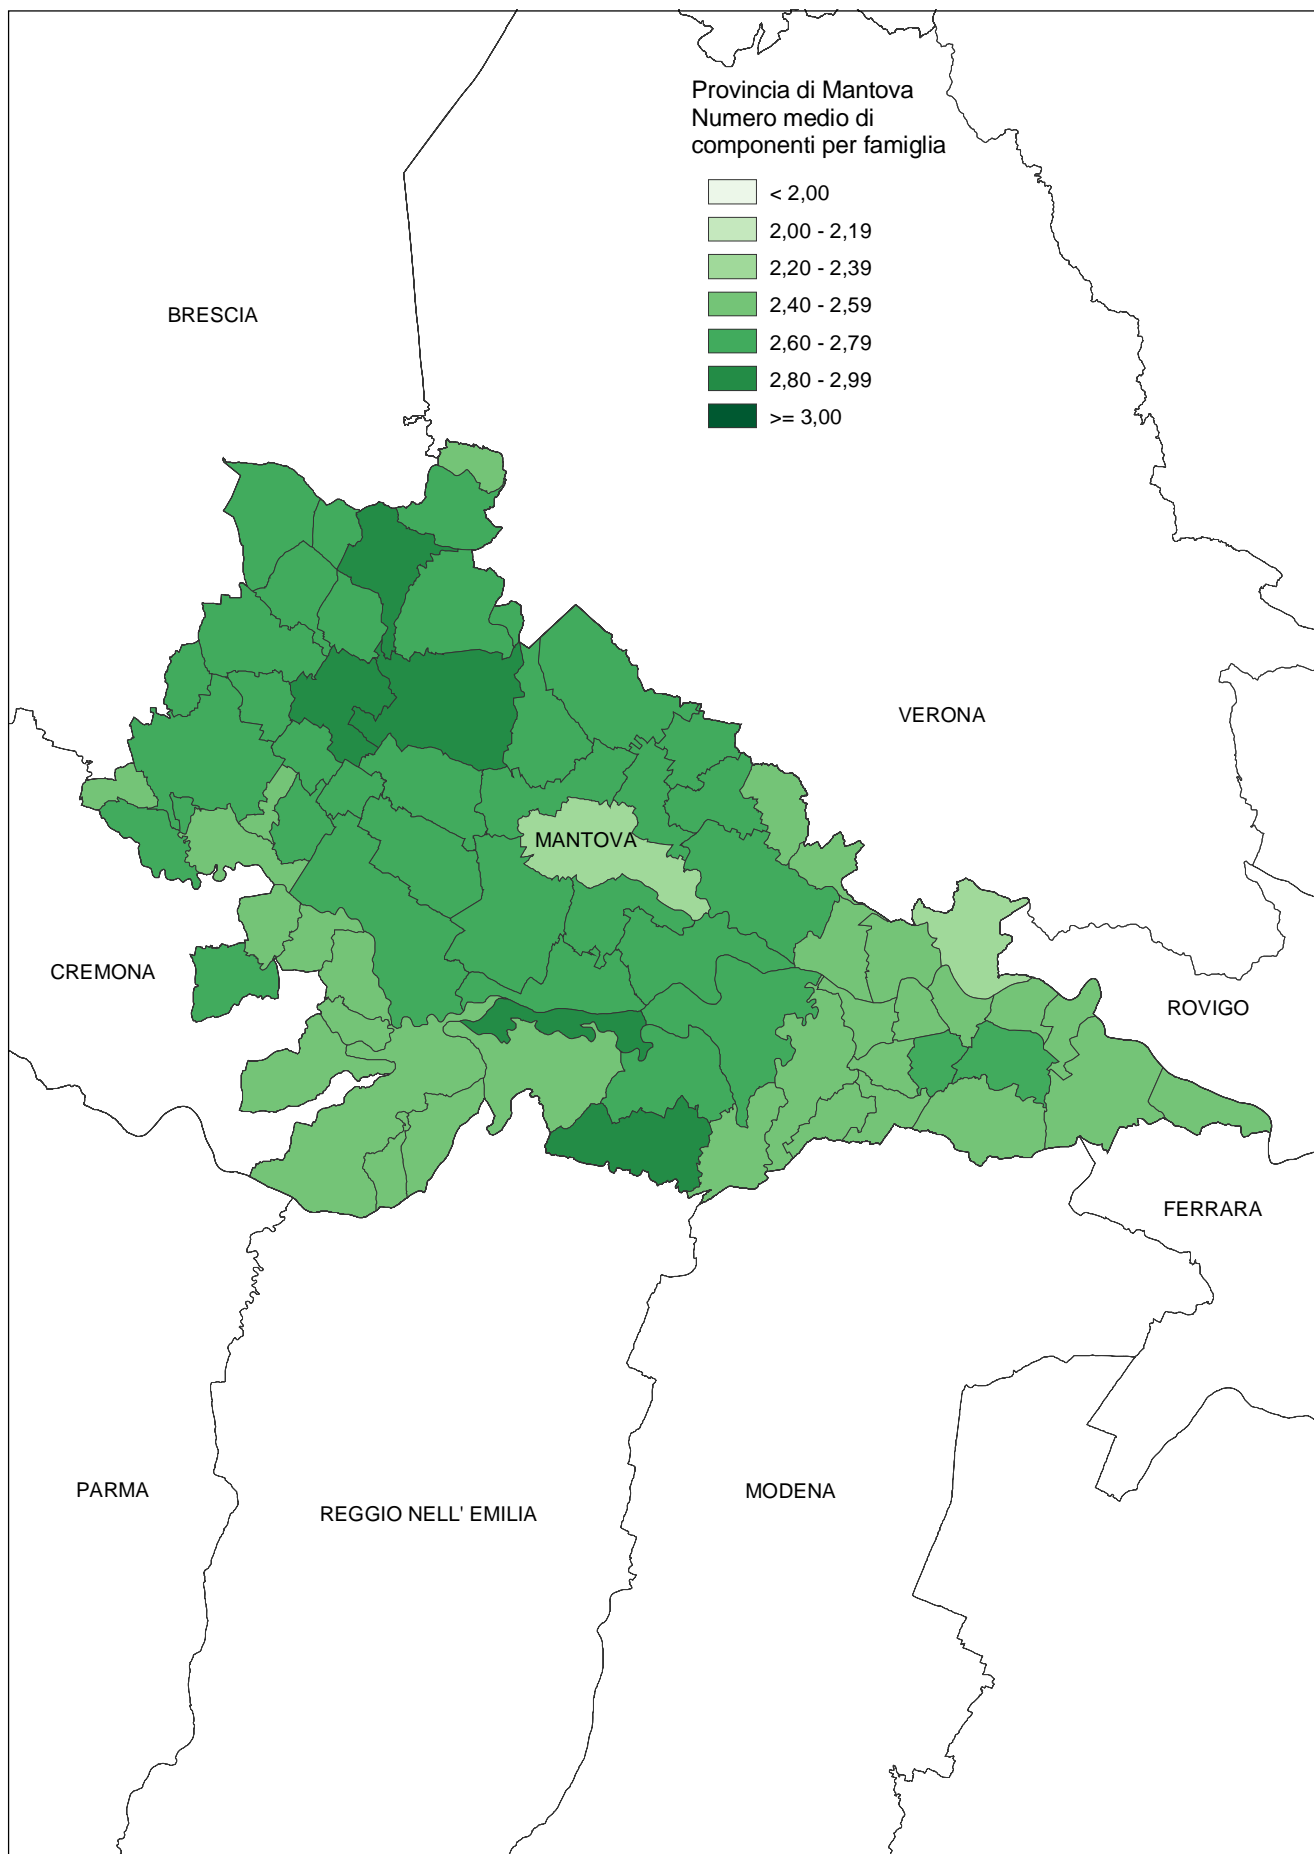 Provincia di Mantova
Numero medio di
componenti per famiglia
< 2,00
2,00 - 2,19
2,20 - 2,39
2,40 - 2,59
2,60 - 2,79
2,80 - 2,99
>= 3,00
BRESCIA
VERONA
MANTOVA
CREMONA
ROVIGO
FERRARA
PARMA
REGGIO NELL' EMILIA
MODENA